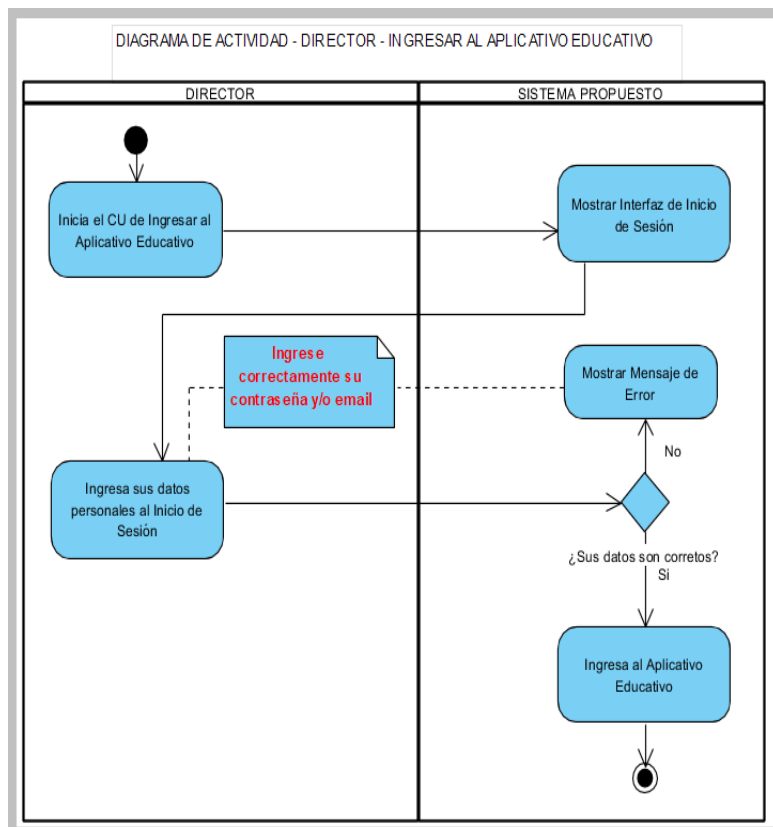 DIAGRAMA DE ACTIVIDAD - DIRECTOR - INGRESAR AL APLICATIVO EDUCATIVO
DIRECTOR
SISTEMA PROPUESTO
Inicia el CU de Ingresar al
Aplicativo Educativo
Mostrar Interfaz de Inicio
de Sesión
Ingrese
correctamente su
contraseña y/o email
Mostrar Mensaje de
Error
No
Ingresa sus datos
personales al Inicio de
Sesión
¿Sus datos son corretos?
Si
Ingresa al Aplicativo
Educativo